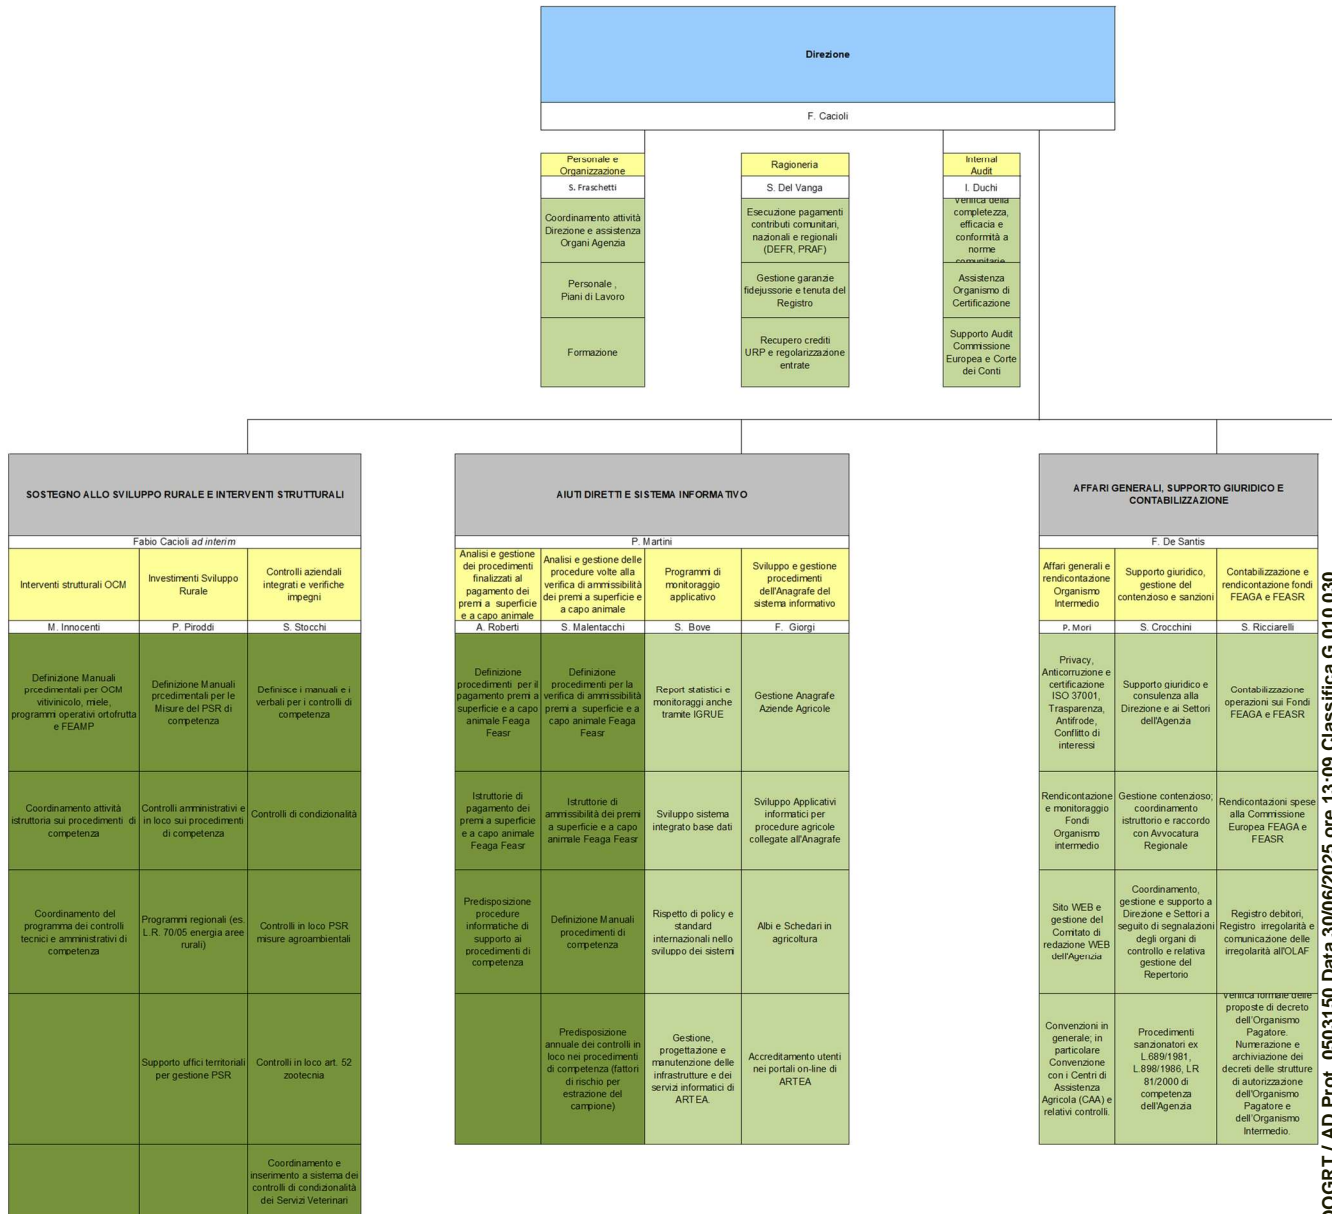 Direzione
F. Cacioli
Personale e
Organizzazione
S. Fraschetti
Coordinamento attività
Direzione e assistenza
Organi Agenzia
Personale ,
Piani di Lavoro
Formazione
Ragioneria
S. Del Vanga
Esecuzione pagamenti
contributi comunitari,
nazionali e regionali
(DEFR, PRAF)
Gestione garanzie
fidejussorie e tenuta del
Registro
Recupero crediti
URP e regolarizzazione
entrate
Internal
Audit
I. Duchi
Verifica della
completezza,
efficacia e
conformità a
norme
comunitarie
Assistenza
Organismo di
Certificazione
Supporto Audit
Commissione
Europea e Corte
dei Conti
SOSTEGNO ALLO SVILUPPO RURALE E INTERVENTI STRUTTURALI
Fabio Cacioli ad interim
Interventi strutturali OCM
M. Innocenti
Definizione Manuali
prcedimentali per OCM
vitivinicolo, miele,
programmi operativi ortofrutta
e FEAMP
Coordinamento attività
istruttoria sui procedimenti di
competenza
Coordinamento del
programma dei controlli
tecnici e amministrativi di
competenza
Investimenti Sviluppo
Rurale
P. Piroddi
Definizione Manuali
prcedimentali per le
Misure del PSR di
competenza
Controlli amministrativi e
in loco sui procedimenti
di competenza
Programmi regionali (es.
L.R. 70/05 energia aree
rurali)
Supporto uffici territoriali
per gestione PSR
Controlli aziendali
integrati e verifiche
impegni
S. Stocchi
Definisce i manuali e i
verbali per i controlli di
competenza
Controlli di condizionalità
Controlli in loco PSR
misure agroambientali
Controlli in loco art. 52
zootecnia
Coordinamento e
inserimento a sistema dei
controlli di condizionalità
dei Servizi Veterinari
AIUTI DIRETTI E SISTEMA INFORMATIVO
P. Martini
Analisi e gestione
dei procedimenti
finalizzati al
pagamento dei
premi a superficie
e a capo animale
A. Roberti
Definizione
procedimenti per il
pagamento premi a
superficie e a capo
animale Feaga
Feasr
Istruttorie di
pagamento dei
premi a superficie
e a capo animale
Feaga Feasr
Predisposizione
procedure
informatiche di
supporto ai
procedimenti di
competenza
Analisi e gestione delle
procedure volte alla
verifica di ammissibilità
dei premi a superficie e
a capo animale
S. Malentacchi
Definizione
procedimenti per la
verifica di ammissibilità
premi a superficie e a
capo animale Feaga
Feasr
Istruttorie di
ammissibilità dei premi
a superficie e a capo
animale Feaga Feasr
Definizione Manuali
procedimenti di
competenza
Predisposizione
annuale dei controlli in
loco nei procedimenti
di competenza (fattori
di rischio per
estrazione del
campione)
Programmi di
monitoraggio
applicativo
S. Bove
Report statistici e
monitoraggi anche
tramite IGRUE
Sviluppo sistema
integrato base dati
Rispetto di policy e
standard
internazionali nello
sviluppo dei sistemi
Gestione,
progettazione e
manutenzione delle
infrastrutture e dei
servizi informatici di
ARTEA.
Sviluppo e gestione
procedimenti
dell'Anagrafe del
sistema informativo
F. Giorgi
Gestione Anagrafe
Aziende Agricole
Sviluppo Applicativi
informatici per
procedure agricole
collegate all'Anagrafe
Albi e Schedari in
agricoltura
Accreditamento utenti
nei portali on-line di
ARTEA
AFFARI GENERALI, SUPPORTO GIURIDICO E
CONTABILIZZAZIONE
F. De Santis
Affari generali e
rendicontazione
Organismo
Intermedio
P. Mori
Privacy,
Anticorruzione e
certificazione
ISO 37001,
Trasparenza,
Antifrode,
Conflitto di
interessi
Rendicontazione
e monitoraggio
Fondi
Organismo
intermedio
Sito WEB e
gestione del
Comitato di
redazione WEB
dell'Agenzia
Convenzioni in
generale; in
particolare
Convenzione
con i Centri di
Assistenza
Agricola (CAA) e
relativi controlli.
Supporto giuridico,
gestione del
contenzioso e sanzioni
S. Crocchini
Supporto giuridico e
consulenza alla
Direzione e ai Settori
dell'Agenzia
Gestione contenzioso;
coordinamento
istruttorio e raccordo
con Avvocatura
Regionale
Coordinamento,
gestione e supporto a
Direzione e Settori a
seguito di segnalazioni
degli organi di
controllo e relativa
gestione del
Repertorio
Procedimenti
sanzionatori ex
L.689/1981,
L.898/1986, LR
81/2000 di
competenza
dell'Agenzia
Contabilizzazione e
rendicontazione fondi
FEAGA e FEASR
S. Ricciarelli
Contabilizzazione
operazioni sui Fondi
FEAGA e FEASR
Rendicontazioni spese
alla Commissione
Europea FEAGA e
FEASR
Registro debitori,
Registro irregolarità e
comunicazione delle
irregolarità all'OLAF
Verifica formale delle
proposte di decreto
dell'Organismo
Pagatore.
Numerazione e
archiviazione dei
decreti delle strutture
di autorizzazione
dell'Organismo
Pagatore e
dell'Organismo
Intermedio.
OOGRT / AD Prot. 0503150 Data 30/06/2025 ore 13:09 Classifica G.010.030